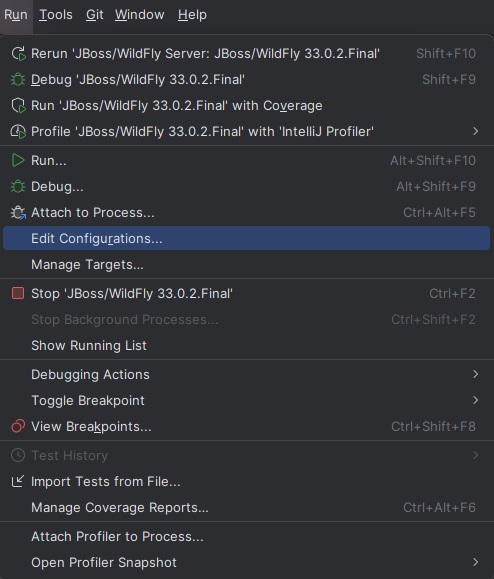 Run Tools Git Window Help
Rerun 'JBoss/WildFly Server: JBoss/WildFly 33.0.2.Final' Shift+F10
Debug 'JBoss/WildFly 33.0.2.Final' Shift+F9
Run 'JBoss/WildFly 33.0.2.Final' with Coverage
Profile 'JBoss/WildFly 33.0.2.Final' with 'IntelliJ Profiler'
Run... Alt+Shift+F10
Debug... Alt+Shift+F9
Attach to Process... Ctrl+Alt+F5
Edit Configurations...
Manage Targets...
Stop 'JBoss/WildFly 33.0.2.Final' Ctrl+F2
Stop Background Processes... Ctrl+Shift+F2
Show Running List
Debugging Actions
Toggle Breakpoint
View Breakpoints... Ctrl+Shift+F8
Test History
Import Tests from File...
Manage Coverage Reports... Ctrl+Alt+F6
Attach Profiler to Process...
Open Profiler Snapshot